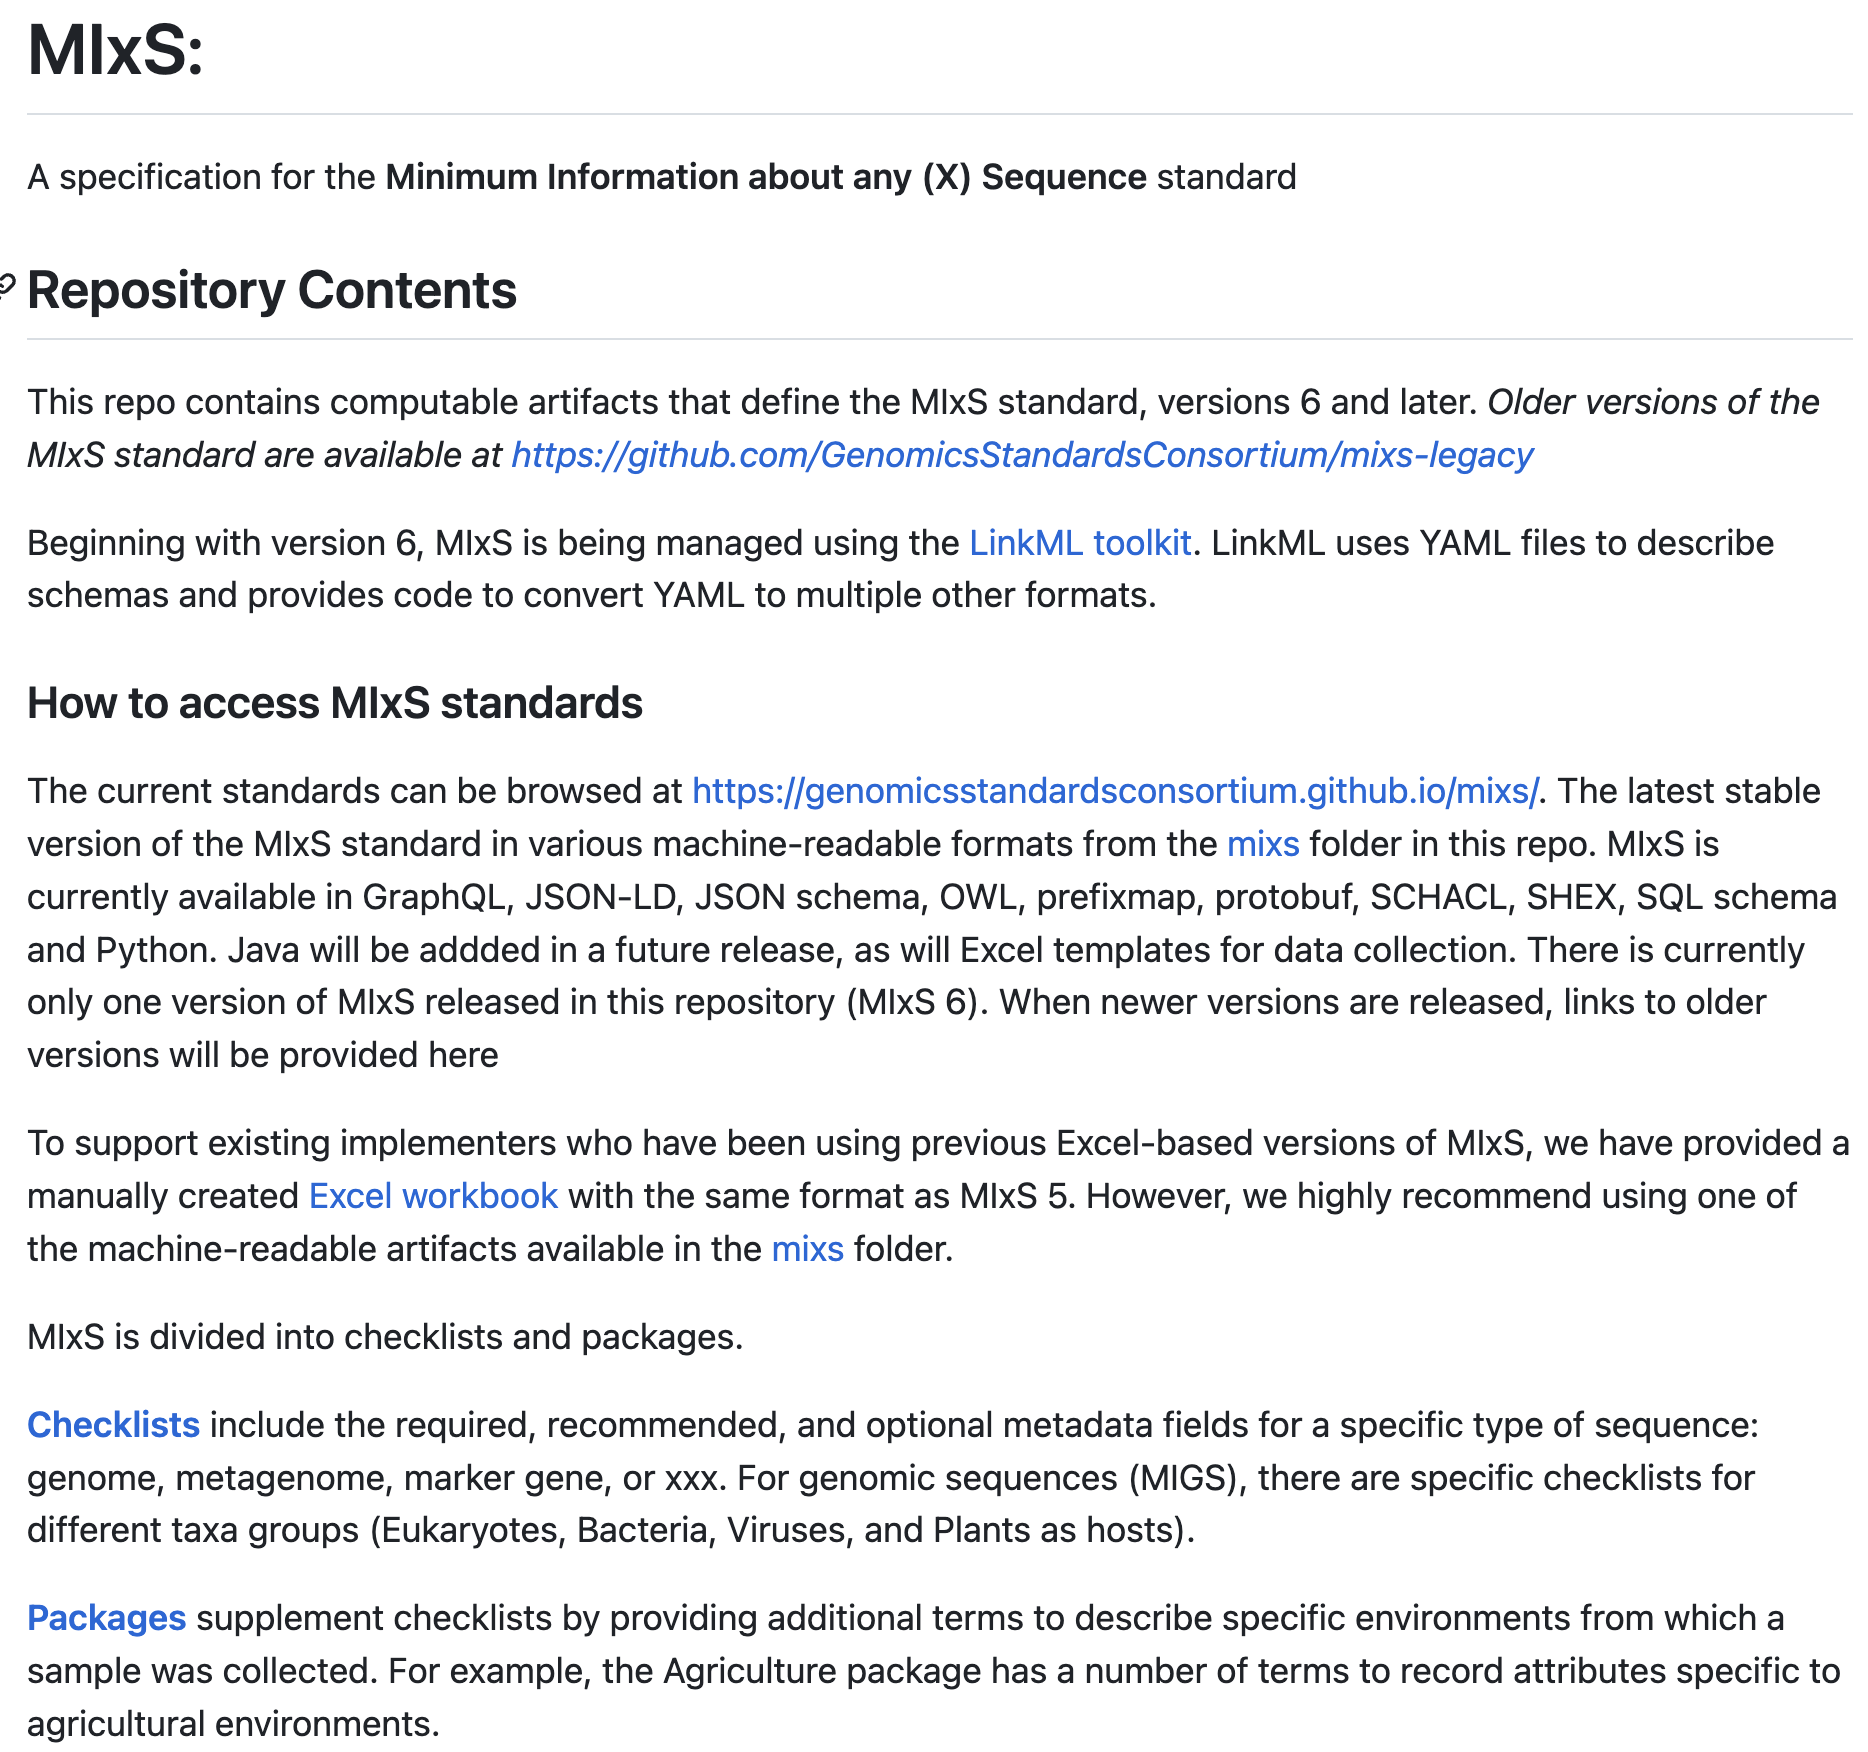 MIxS:
A specification for the Minimum Information about any (X) Sequence standard
Repository Contents
This repo contains computable artifacts that define the MIxS standard, versions 6 and later. Older versions of the
MIxS standard are available at https://github.com/GenomicsStandardsConsortium/mixs-legacy
Beginning with version 6, MIxS is being managed using the LinkML toolkit. LinkML uses YAML files to describe
schemas and provides code to convert YAML to multiple other formats.
How to access MIxS standards
The current standards can be browsed at https://genomicsstandardsconsortium.github.io/mixs/. The latest stable
version of the MIxS standard in various machine-readable formats from the mixs folder in this repo. MIxS is
currently available in GraphQL, JSON-LD, JSON schema, OWL, prefixmap, protobuf, SCHACL, SHEX, SQL schema
and Python. Java will be addded in a future release, as will Excel templates for data collection. There is currently
only one version of MIxS released in this repository (MIxS 6). When newer versions are released, links to older
versions will be provided here
To support existing implementers who have been using previous Excel-based versions of MIxS, we have provided a
manually created Excel workbook with the same format as MIxS 5. However, we highly recommend using one of
the machine-readable artifacts available in the mixs folder.
MIxS is divided into checklists and packages.
Checklists include the required, recommended, and optional metadata fields for a specific type of sequence:
genome, metagenome, marker gene, or xxx. For genomic sequences (MIGS), there are specific checklists for
different taxa groups (Eukaryotes, Bacteria, Viruses, and Plants as hosts).
Packages supplement checklists by providing additional terms to describe specific environments from which a
sample was collected. For example, the Agriculture package has a number of terms to record attributes specific to
agricultural environments.